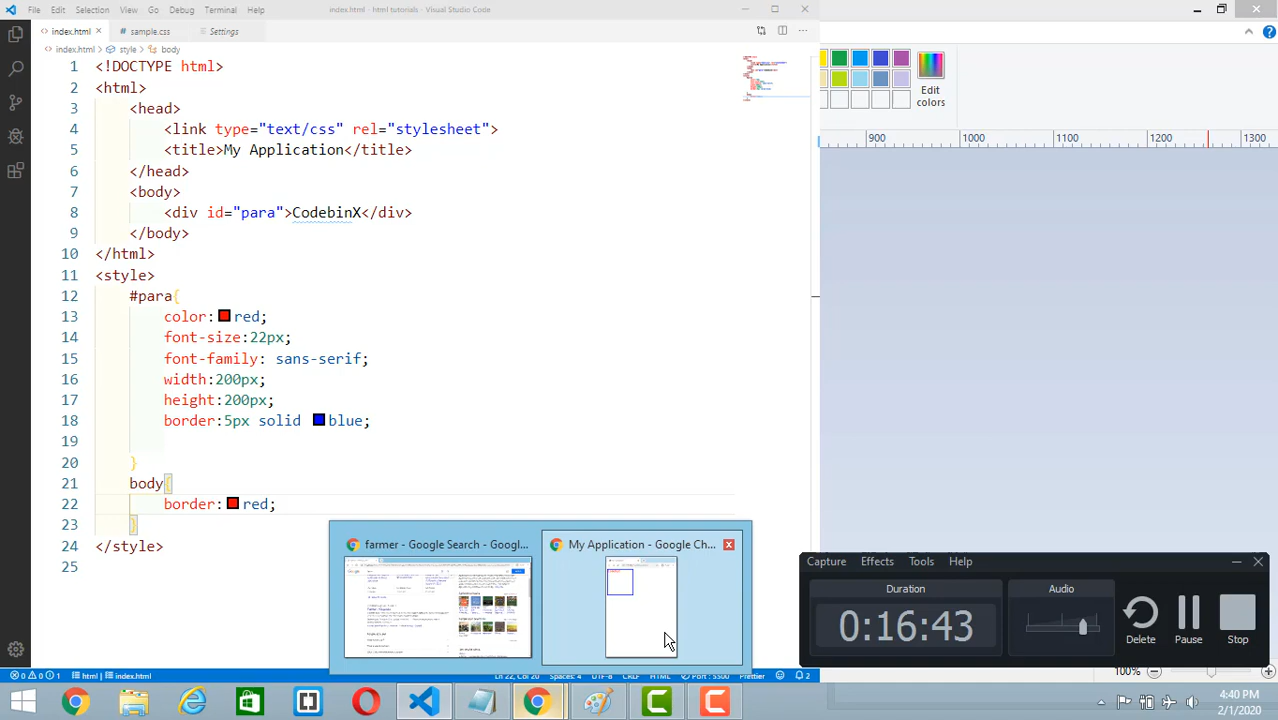 File Edit Selection View Go Debug Terminal Help
index.html - html tutorials - Visual Studio Code
index.html × sample.css Settings
index.html > style > body
1 <!DOCTYPE html>
2 <html>
3 <head>
4 <link type="text/css" rel="stylesheet">
5 <title>My Application</title>
6 </head>
7 <body>
8 <div id="para">CodebinX</div>
9 </body>
10 </html>
11 <style>
12 #para{
13 color:red;
14 font-size:22px;
15 font-family: sans-serif;
16 width:200px;
17 height:200px;
18 border:5px solid blue;
19
20 }
21 body{
22 border:red;
23 }
24 </style>
25
Edit
colors
900 1000 1100 1200 1300
farmer - Google Search - Googl...
My Application - Google Ch...
Capture Effects Tools Help
Duration
0:16:43
Audio
Delete Pause Stop
100%
0 0 1 html index.html
Ln 22, Col 20 Spaces: 4 UTF-8 CRLF HTML Port : 5500 Prettier 2
4:40 PM
2/1/2020